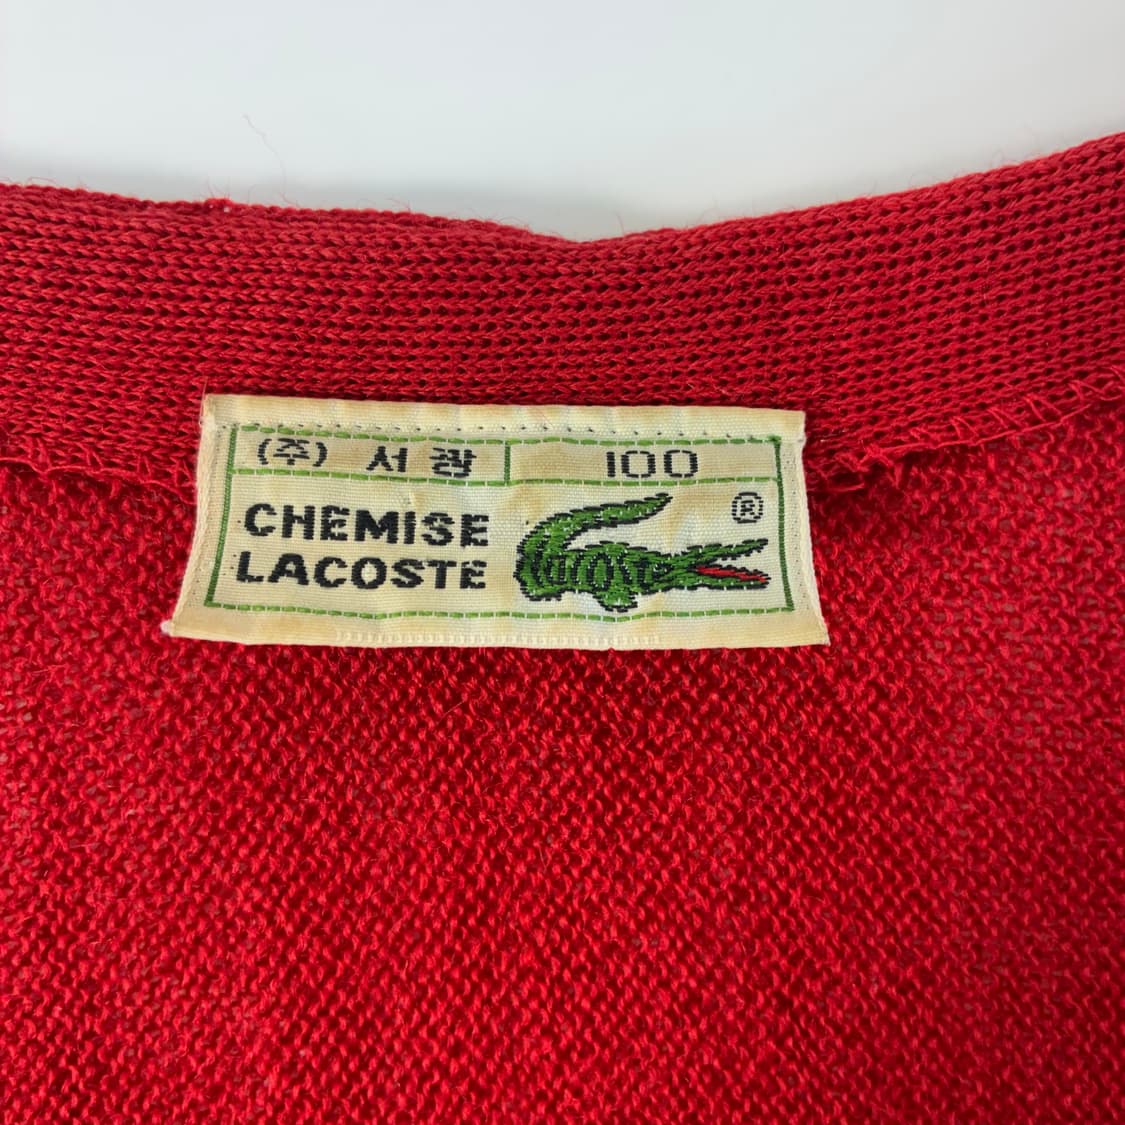 (주) 서 광 100
CHEMISE
LACOSTE
®